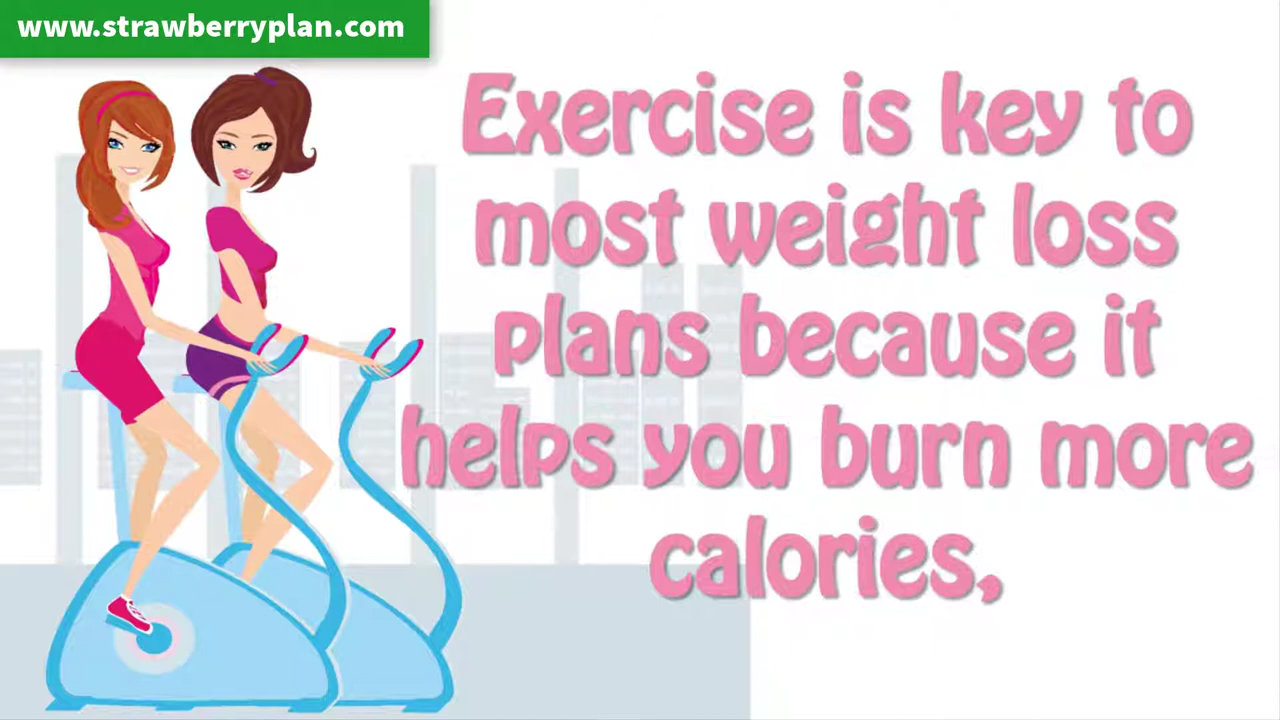 www.strawberryplan.com
Exercise is key to
most weight loss
plans because it
helps you burn more
calories,